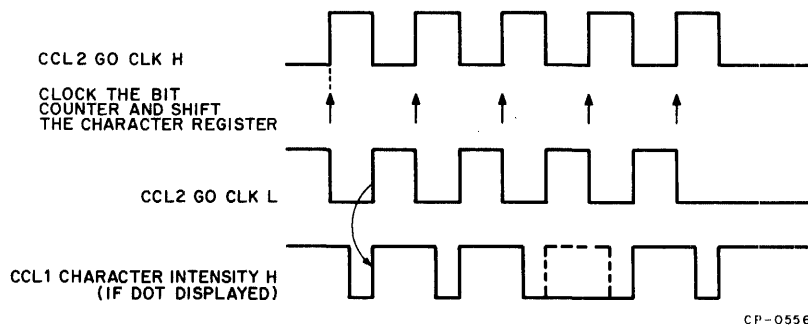 CCL2 GO CLK H
CLOCK THE BIT
COUNTER AND SHIFT
THE CHARACTER REGISTER
CCL2 GO CLK L
CCL1 CHARACTER INTENSITY H
(IF DOT DISPLAYED)
CP-0556